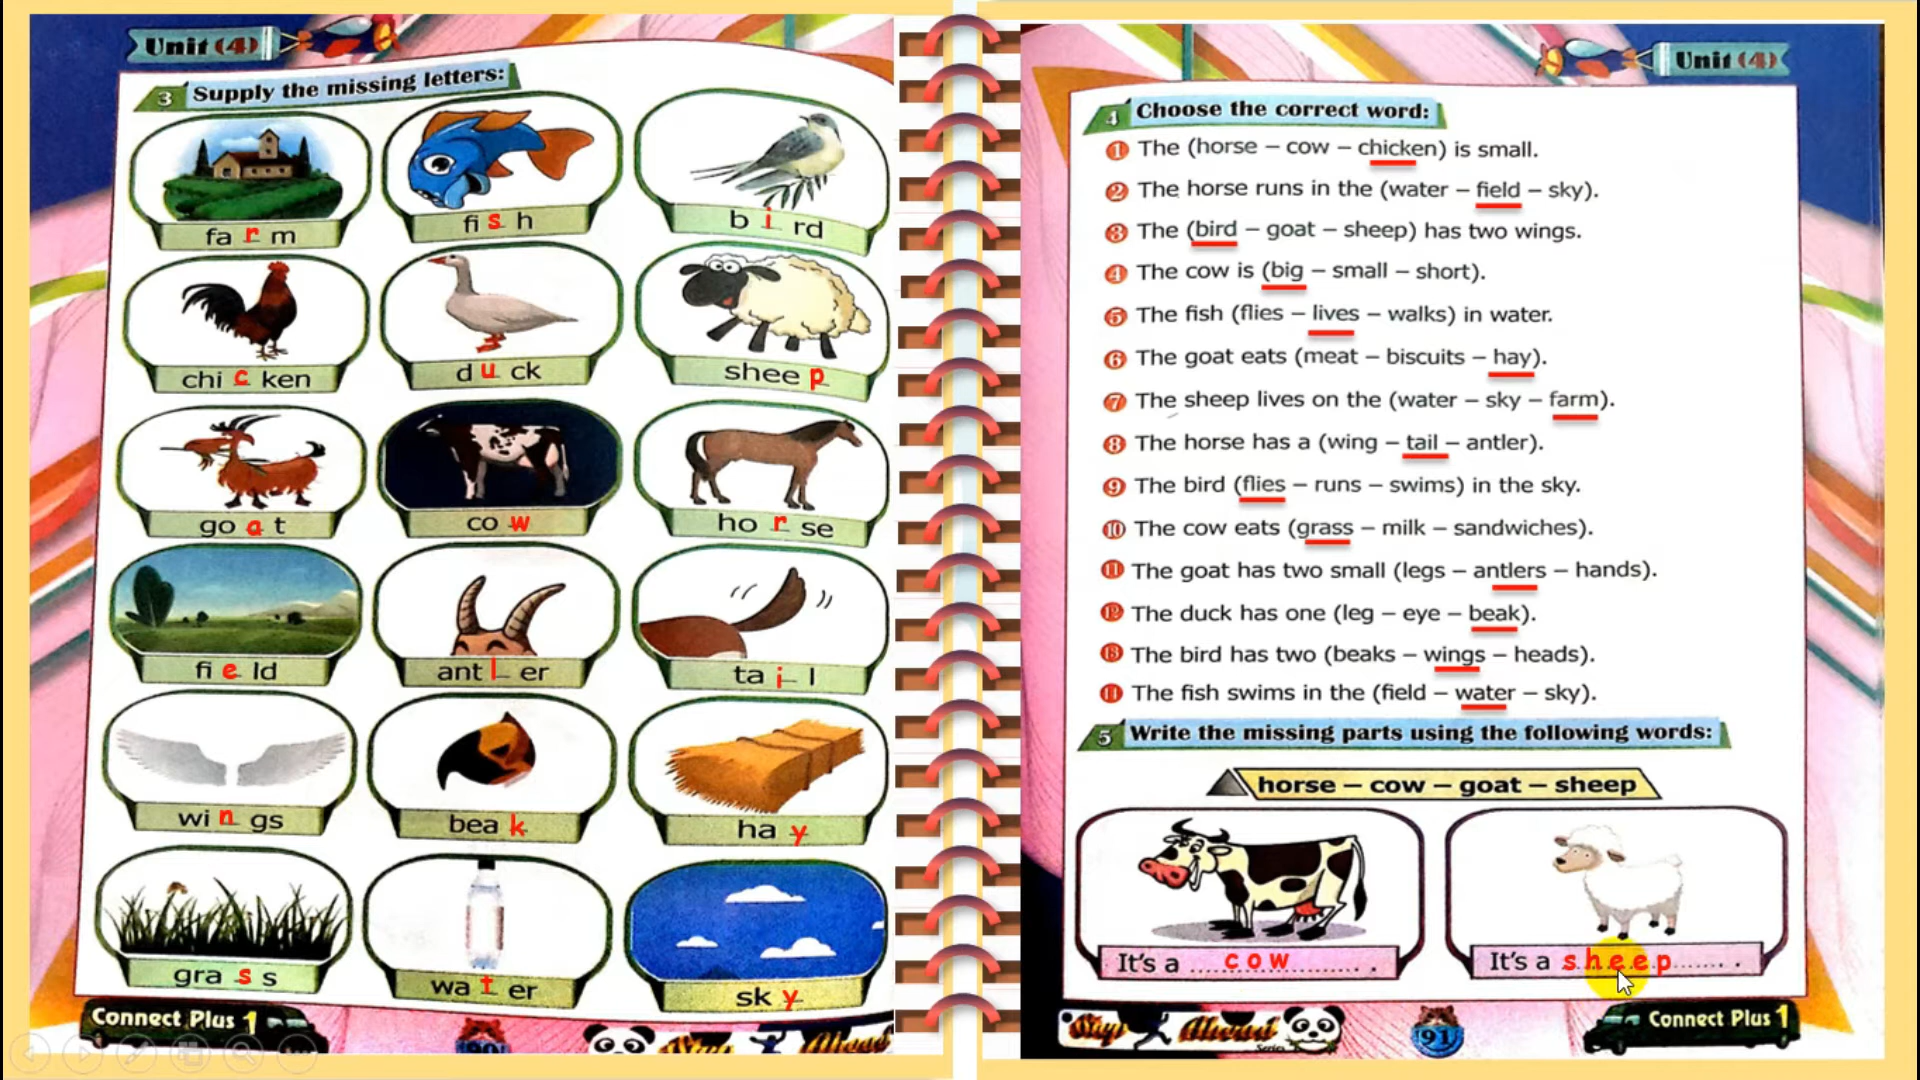 Unit (4)
3 Supply the missing letters:
fa r m
fi s h
b i rd
chi c ken
d u ck
shee p
go a t
co w
ho r se
fi e ld
ant l er
ta i l
wi n gs
bea k
ha y
gra s s
wa t er
sk y
Connect Plus 1
90
Ahead
Unit (4)
4 Choose the correct word:
1 The (horse – cow – chicken) is small.
2 The horse runs in the (water – field – sky).
3 The (bird – goat – sheep) has two wings.
4 The cow is (big – small – short).
5 The fish (flies – lives – walks) in water.
6 The goat eats (meat – biscuits – hay).
7 The sheep lives on the (water – sky – farm).
8 The horse has a (wing – tail – antler).
9 The bird (flies – runs – swims) in the sky.
10 The cow eats (grass – milk – sandwiches).
11 The goat has two small (legs – antlers – hands).
12 The duck has one (leg – eye – beak).
13 The bird has two (beaks – wings – heads).
14 The fish swims in the (field – water – sky).
5 Write the missing parts using the following words:
horse – cow – goat – sheep
It's a cow.
It's a sheep.
Stay Ahead
Series
91
Connect Plus 1